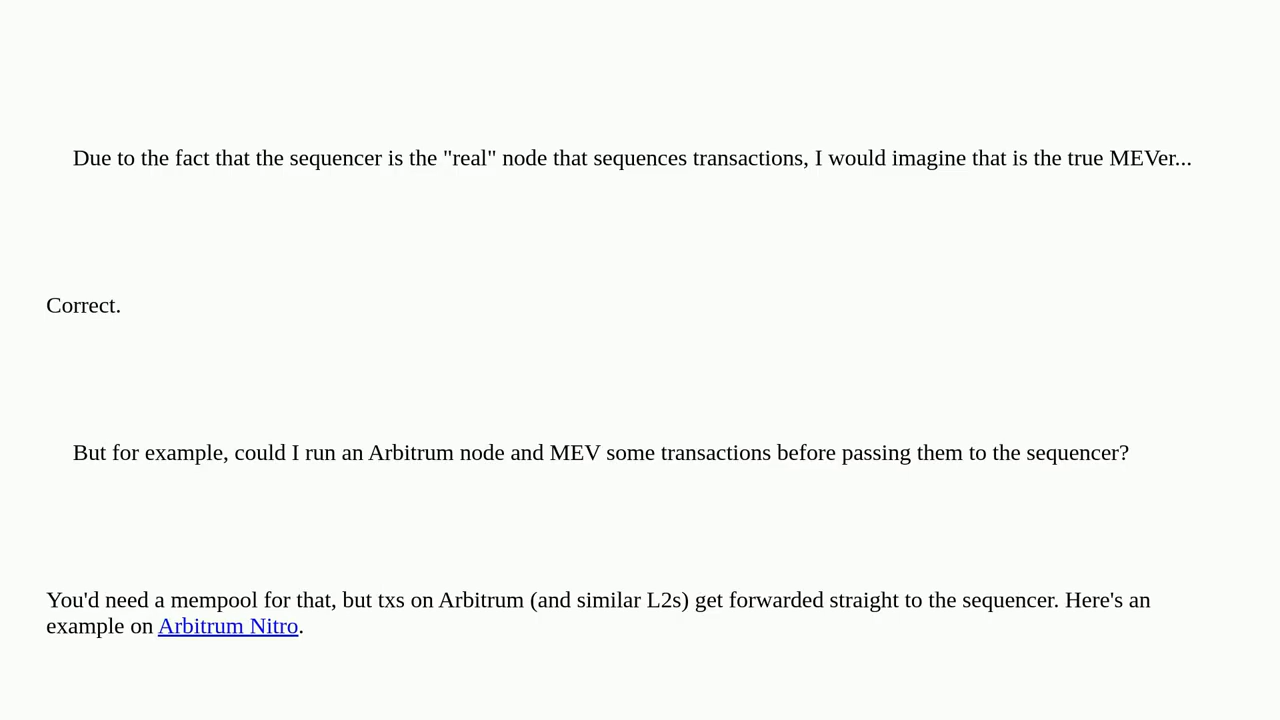 Due to the fact that the sequencer is the "real" node that sequences transactions, I would imagine that is the true MEVer...
Correct.
But for example, could I run an Arbitrum node and MEV some transactions before passing them to the sequencer?
You'd need a mempool for that, but txs on Arbitrum (and similar L2s) get forwarded straight to the sequencer. Here's an
example on Arbitrum Nitro.